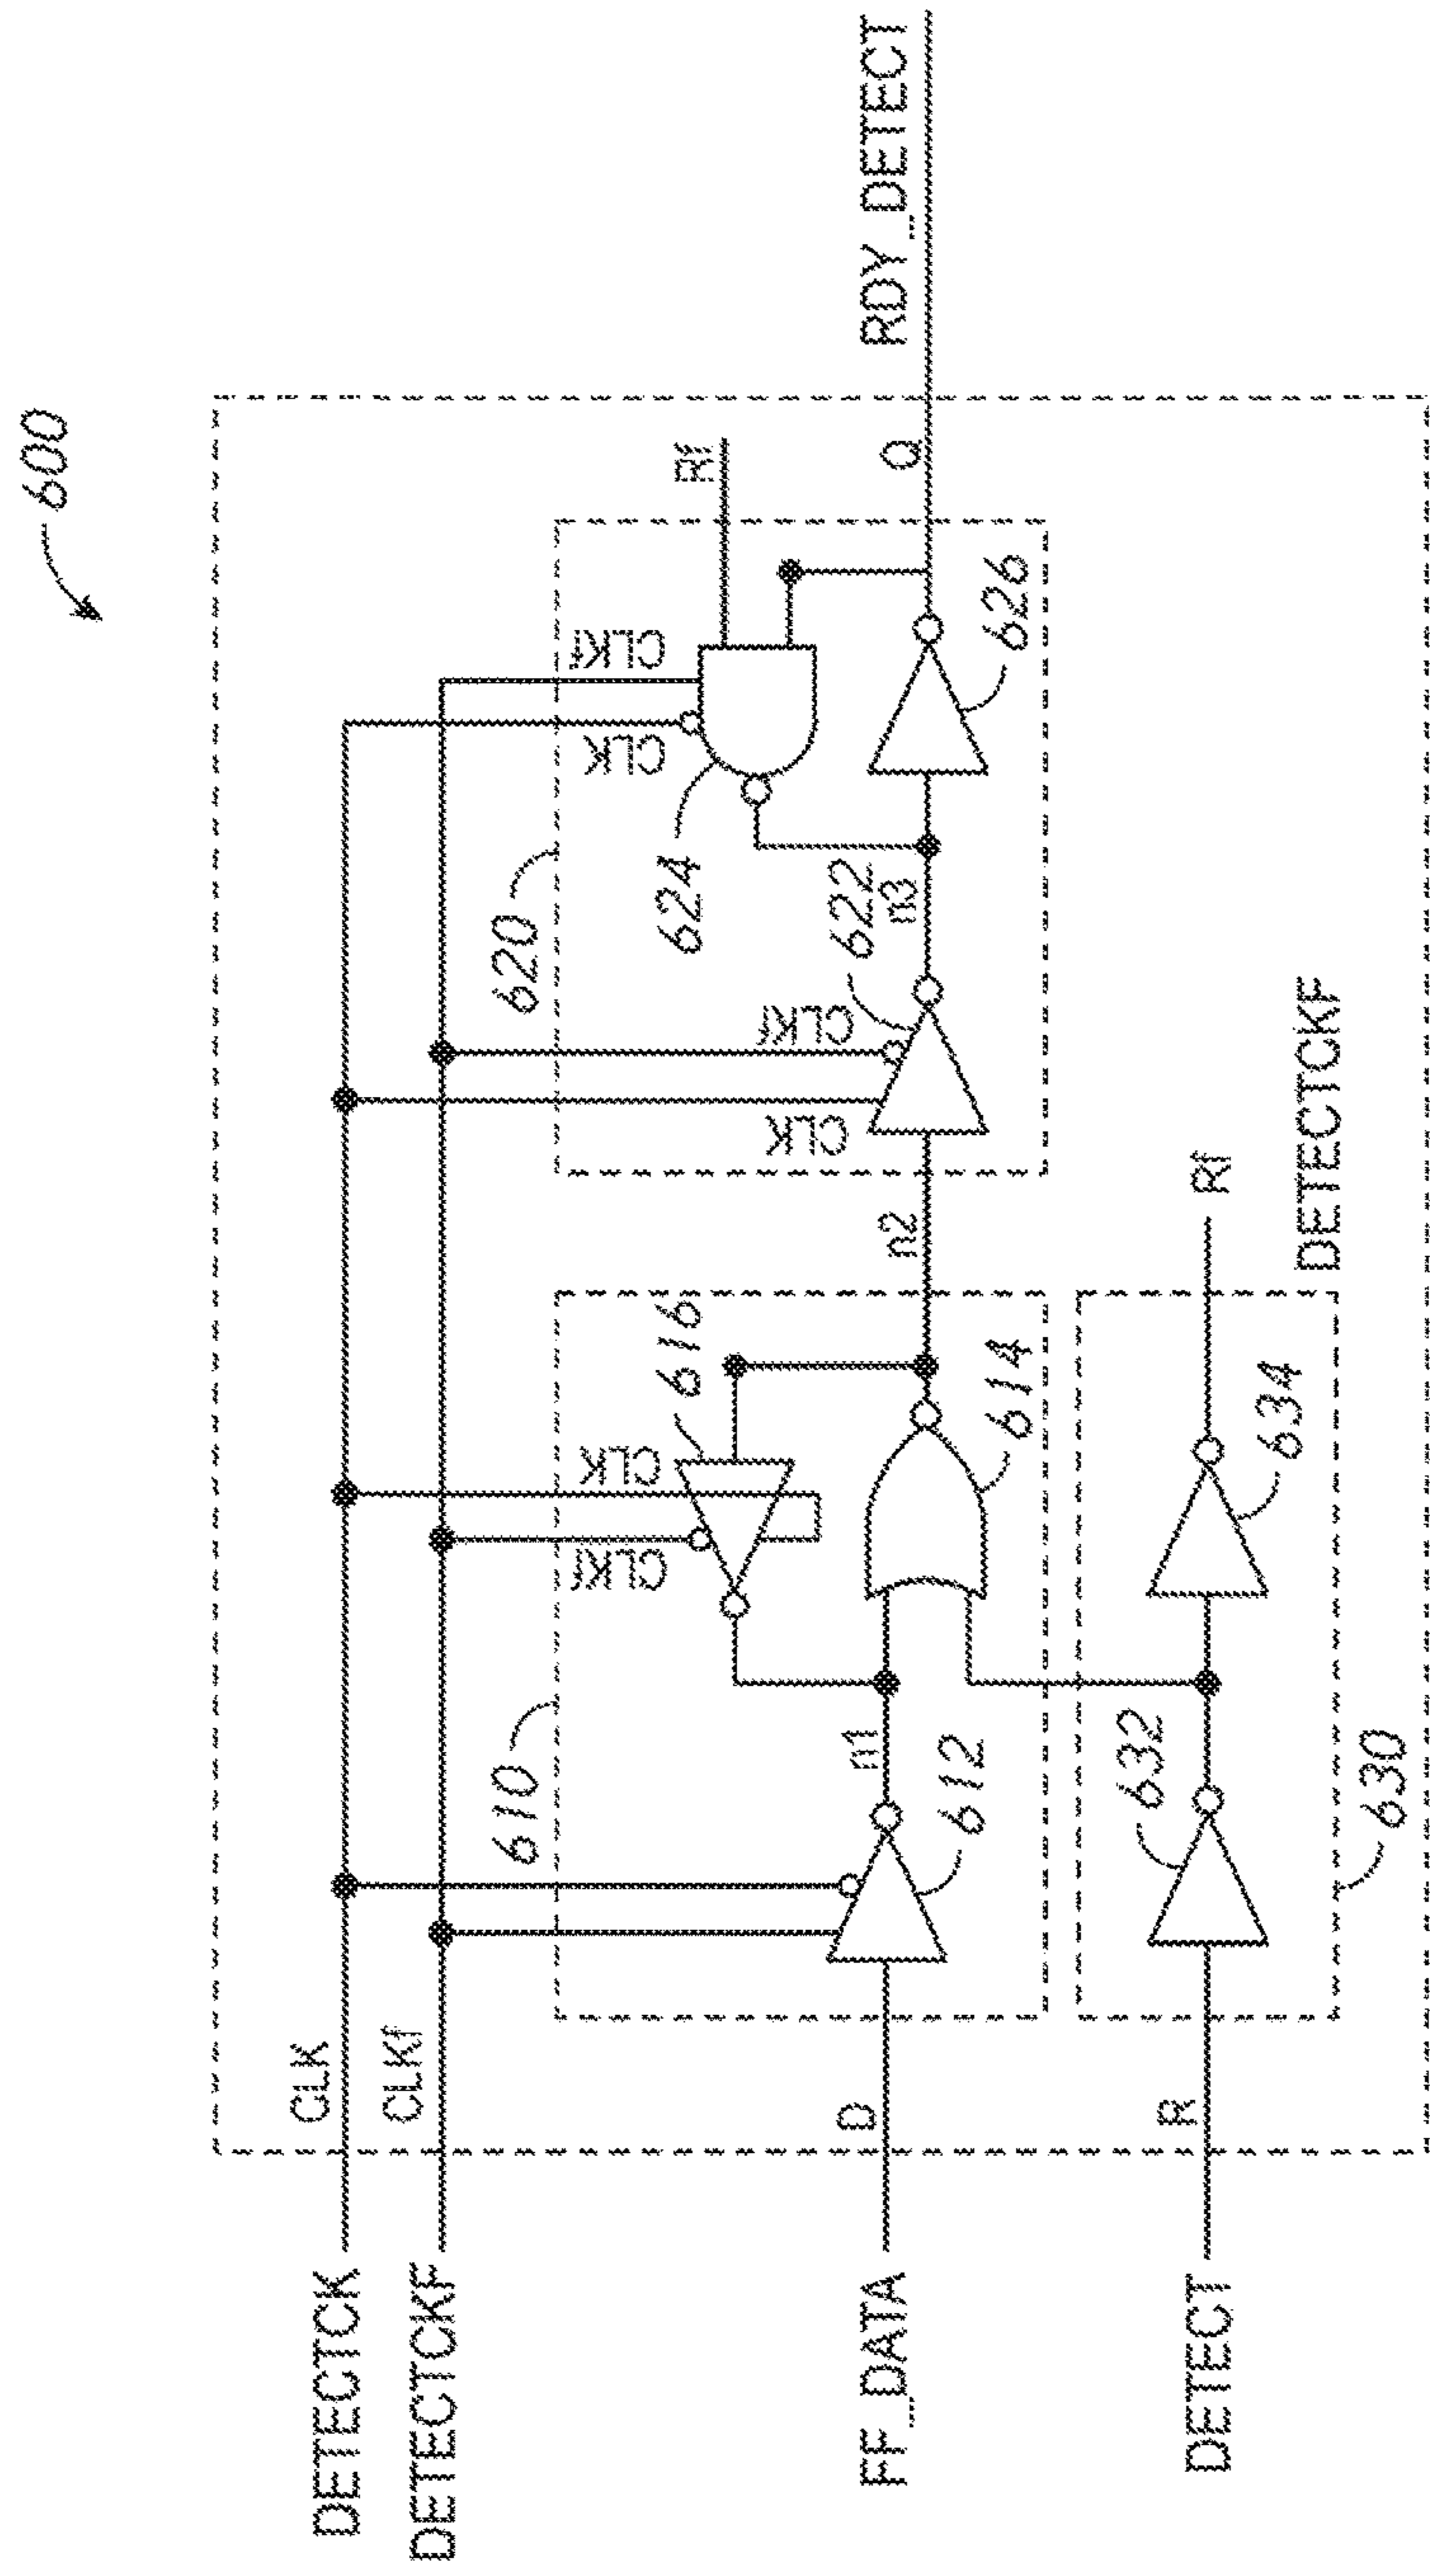 600
DETECTCK
CLK
DETECTCKF
CLKf
620
CLKf
CLK
Rf
624
610
CLK
CLKf
616
CLK
CLKf
622
n3
626
Q
RDY_DETECT
FF_DATA
D
n1
612
614
n2
DETECT
R
632
634
Rf
630
DETECTCKF